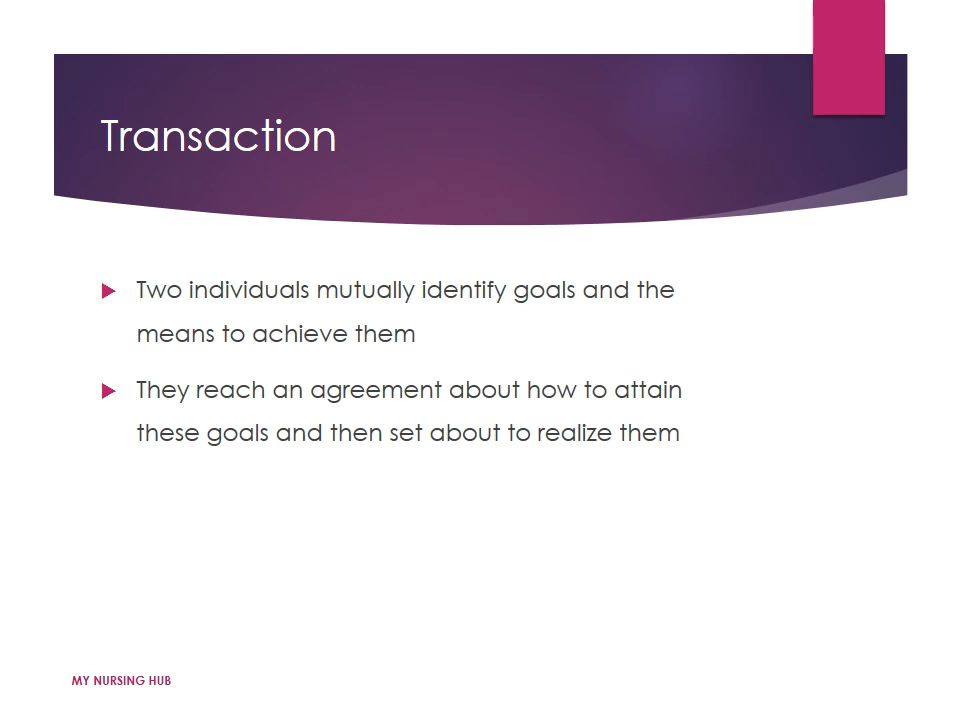 Transaction
Two individuals mutually identify goals and the
means to achieve them
They reach an agreement about how to attain
these goals and then set about to realize them
MY NURSING HUB